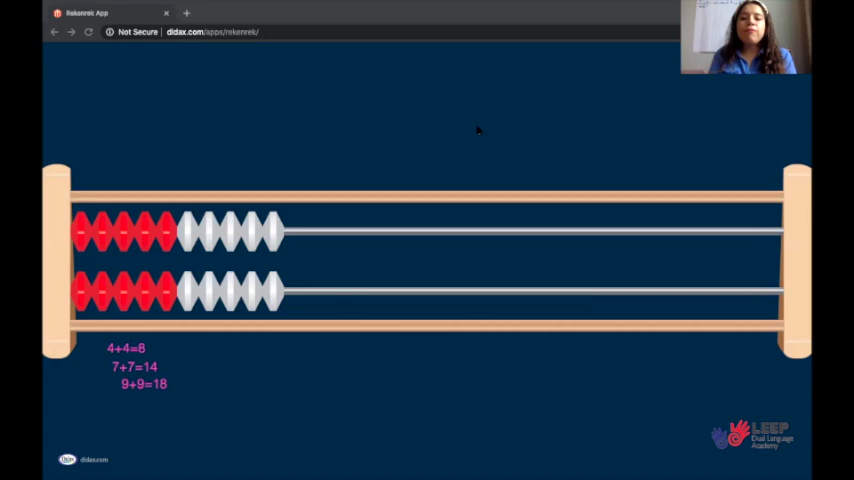 Rekenrek App
Not Secure | didax.com/apps/rekenrek/
4+4=8
7+7=14
9+9=18
LEEP
Dual Language
Academy
Didax didax.com